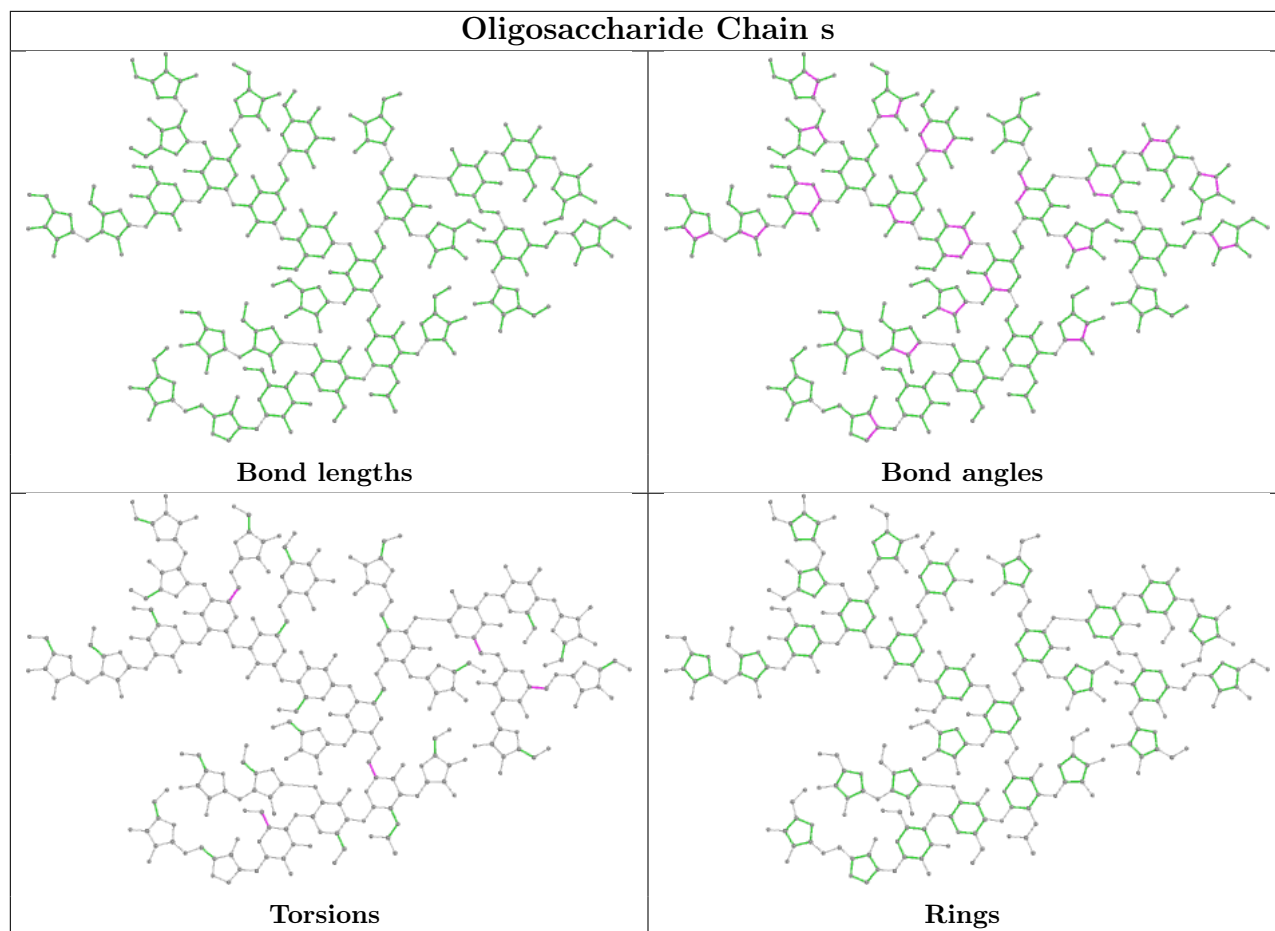 Oligosaccharide Chain s
Bond lengths
Bond angles
Torsions
Rings